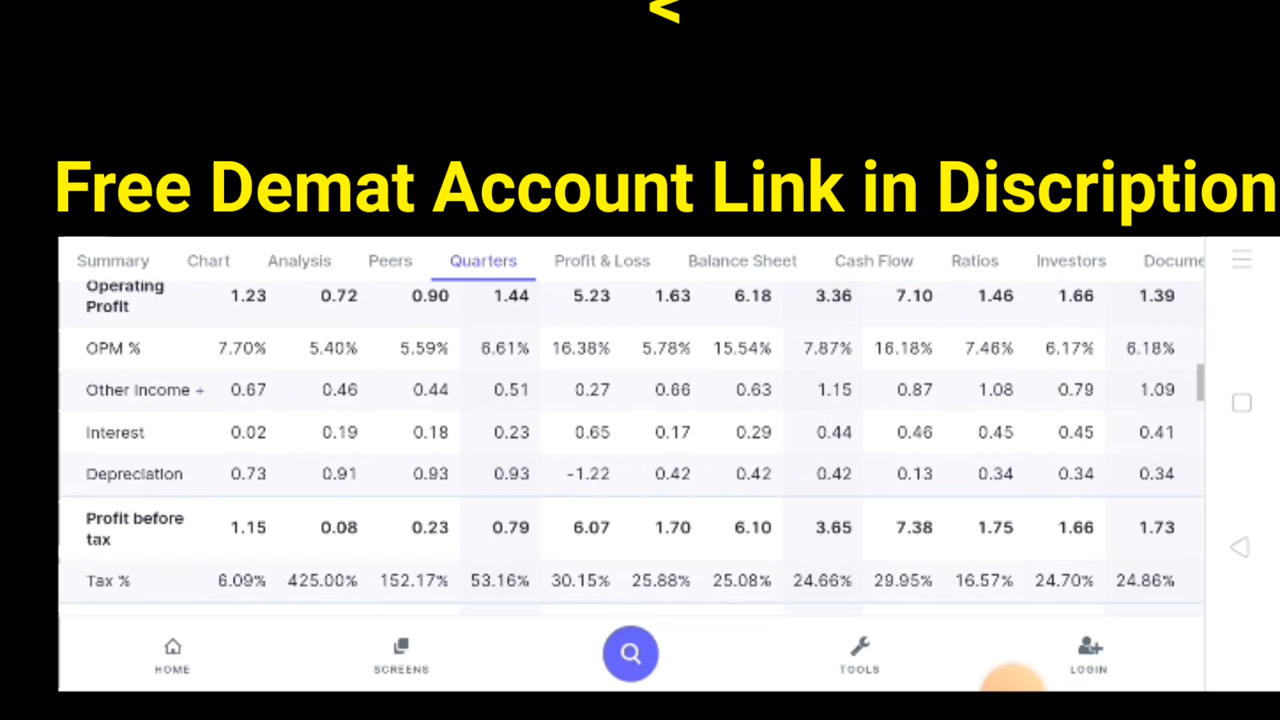 <
Free Demat Account Link in Discription
Summary Chart Analysis Peers Quarters Profit & Loss Balance Sheet Cash Flow Ratios Investors Docume
Operating
Profit 1.23 0.72 0.90 1.44 5.23 1.63 6.18 3.36 7.10 1.46 1.66 1.39
OPM % 7.70% 5.40% 5.59% 6.61% 16.38% 5.78% 15.54% 7.87% 16.18% 7.46% 6.17% 6.18%
Other Income + 0.67 0.46 0.44 0.51 0.27 0.66 0.63 1.15 0.87 1.08 0.79 1.09
Interest 0.02 0.19 0.18 0.23 0.65 0.17 0.29 0.44 0.46 0.45 0.45 0.41
Depreciation 0.73 0.91 0.93 0.93 -1.22 0.42 0.42 0.42 0.13 0.34 0.34 0.34
Profit before
tax 1.15 0.08 0.23 0.79 6.07 1.70 6.10 3.65 7.38 1.75 1.66 1.73
Tax % 6.09% 425.00% 152.17% 53.16% 30.15% 25.88% 25.08% 24.66% 29.95% 16.57% 24.70% 24.86%
HOME SCREENS TOOLS LOGIN